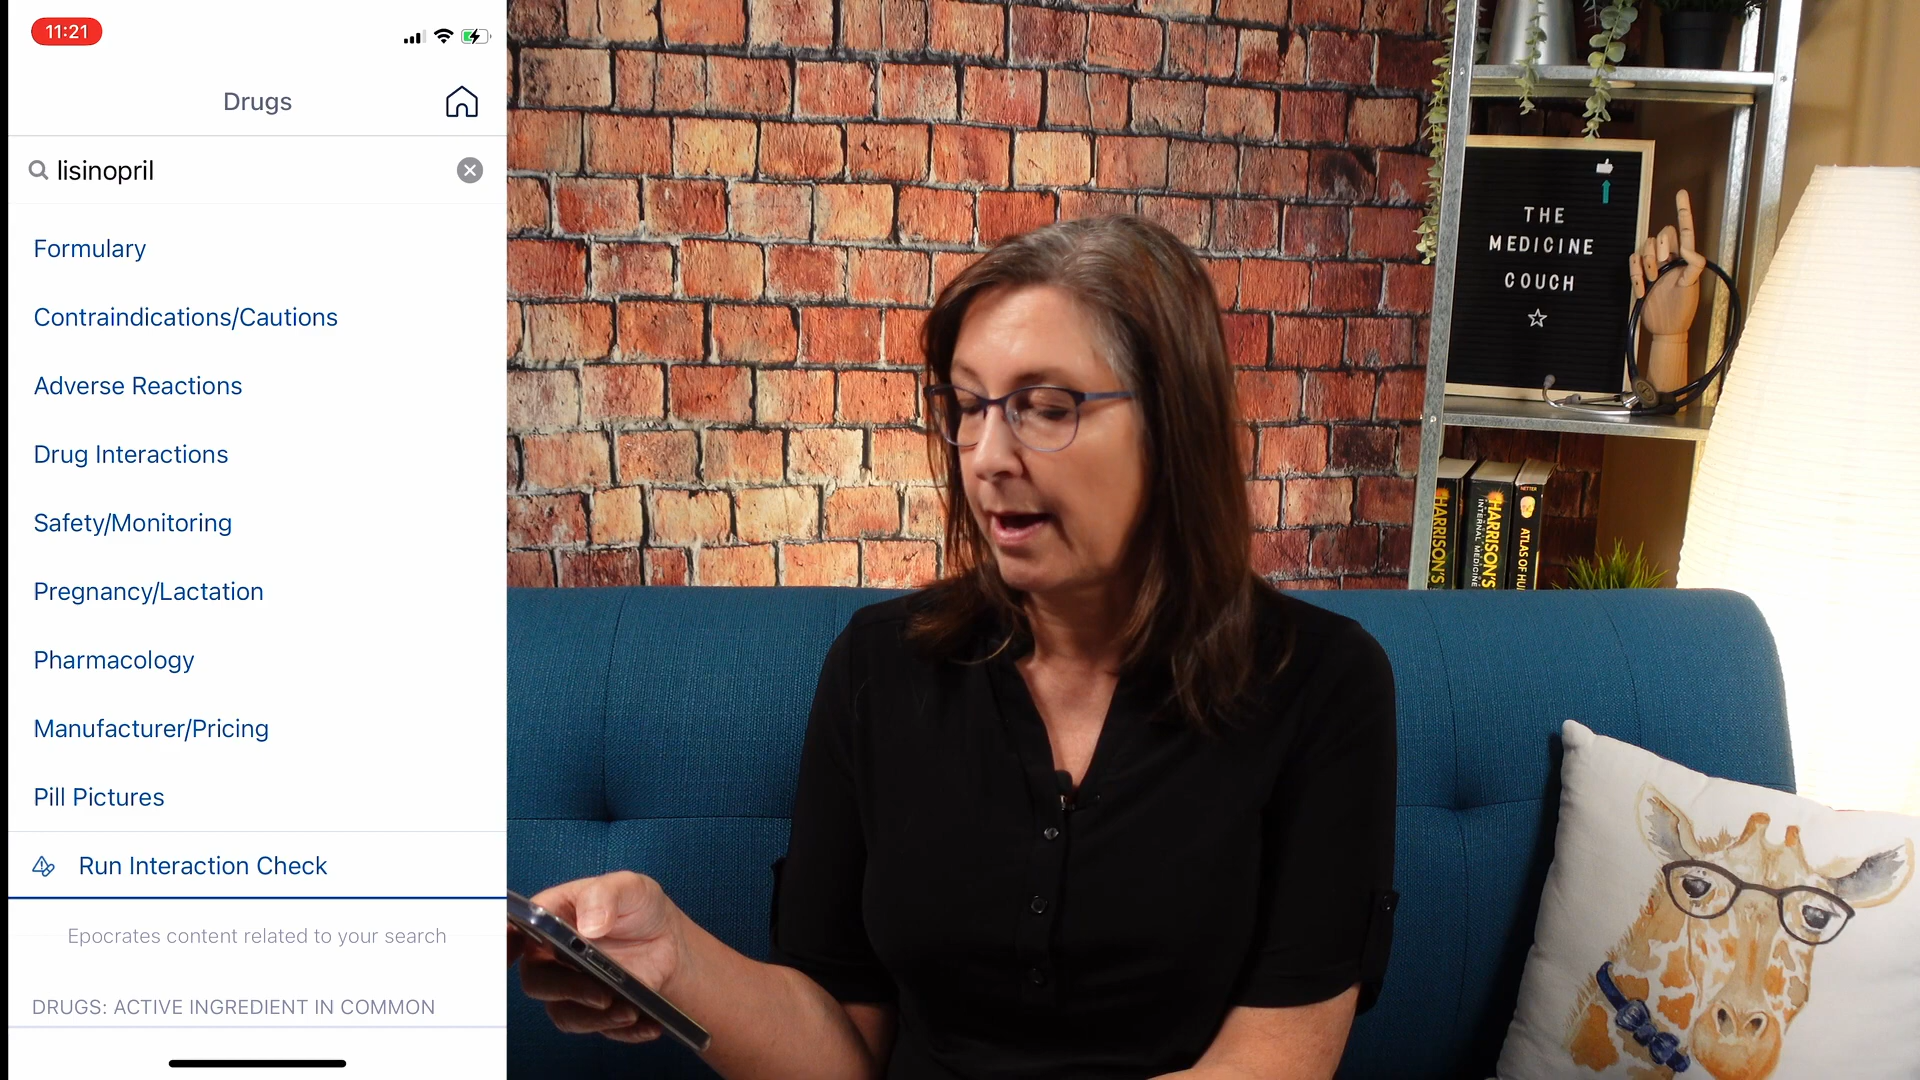 11:21
Drugs
lisinopril
Formulary
Contraindications/Cautions
Adverse Reactions
Drug Interactions
Safety/Monitoring
Pregnancy/Lactation
Pharmacology
Manufacturer/Pricing
Pill Pictures
Run Interaction Check
Epocrates content related to your search
DRUGS: ACTIVE INGREDIENT IN COMMON
THE
MEDICINE
COUCH
HARRISON'S
HARRISON'S
INTERNAL MEDICINE
NETTER
ATLAS OF HU